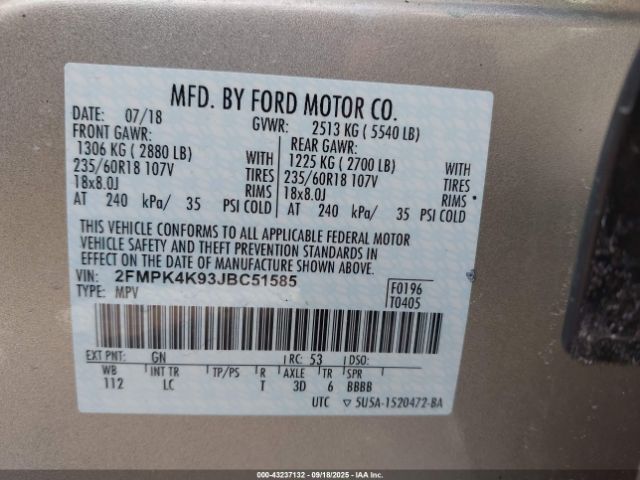 MFD. BY FORD MOTOR CO.
DATE: 07/18 GVWR: 2513 KG ( 5540 LB)
FRONT GAWR: REAR GAWR:
1306 KG ( 2880 LB) WITH 1225 KG ( 2700 LB) WITH
235/60R18 107V TIRES 235/60R18 107V TIRES
18x8.0J RIMS 18x8.0J RIMS
AT 240 kPa/ 35 PSI COLD AT 240 kPa/ 35 PSI COLD
THIS VEHICLE CONFORMS TO ALL APPLICABLE FEDERAL MOTOR
VEHICLE SAFETY AND THEFT PREVENTION STANDARDS IN
EFFECT ON THE DATE OF MANUFACTURE SHOWN ABOVE.
VIN: 2FMPK4K93JBC51585 F0196
TYPE: MPV T0405
EXT PNT: GN RC: 53 DSO:
WB INT TR TP/PS R AXLE TR SPR
112 LC T 3D 6 BBBB
UTC ▽ 5U5A-1520472-BA
00-43237132 - 09/18/2025 - IAAI.COM